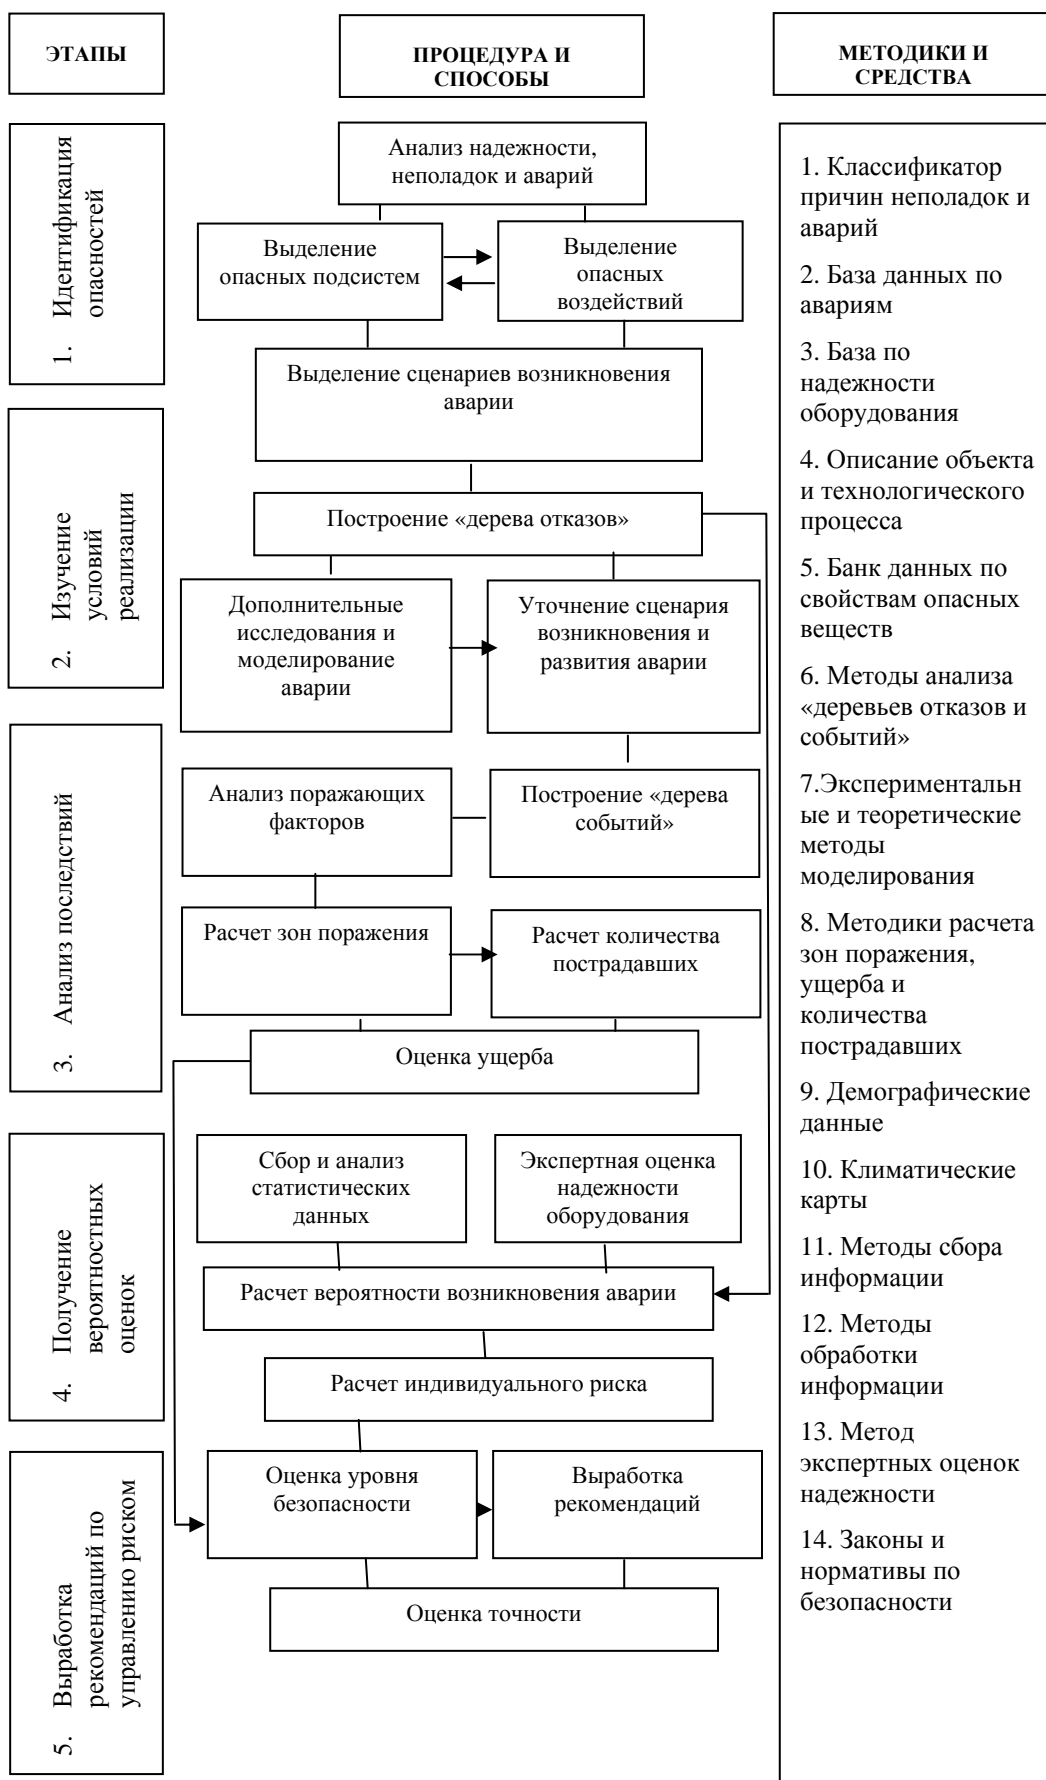 ЭТАПЫ
ПРОЦЕДУРА И
СПОСОБЫ
МЕТОДИКИ И
СРЕДСТВА
1. Идентификация
опасностей
Анализ надежности,
неполадок и аварий
Выделение
опасных подсистем
Выделение
опасных
воздействий
Выделение сценариев возникновения
аварии
2. Изучение
условий
реализации
Построение «дерева отказов»
Дополнительные
исследования и
моделирование
аварии
Уточнение сценария
возникновения и
развития аварии
3. Анализ последствий
Анализ поражающих
факторов
Построение «дерева
событий»
Расчет зон поражения
Расчет количества
пострадавших
Оценка ущерба
4. Получение
вероятностных
оценок
Сбор и анализ
статистических
данных
Экспертная оценка
надежности
оборудования
Расчет вероятности возникновения аварии
Расчет индивидуального риска
5. Выработка
рекомендаций по
управлению риском
Оценка уровня
безопасности
Выработка
рекомендаций
Оценка точности
1. Классификатор
причин неполадок и
аварий
2. База данных по
авариям
3. База по
надежности
оборудования
4. Описание объекта
и технологического
процесса
5. Банк данных по
свойствам опасных
веществ
6. Методы анализа
«деревьев отказов и
событий»
7.Экспериментальн
ые и теоретические
методы
моделирования
8. Методики расчета
зон поражения,
ущерба и
количества
пострадавших
9. Демографические
данные
10. Климатические
карты
11. Методы сбора
информации
12. Методы
обработки
информации
13. Метод
экспертных оценок
надежности
14. Законы и
нормативы по
безопасности